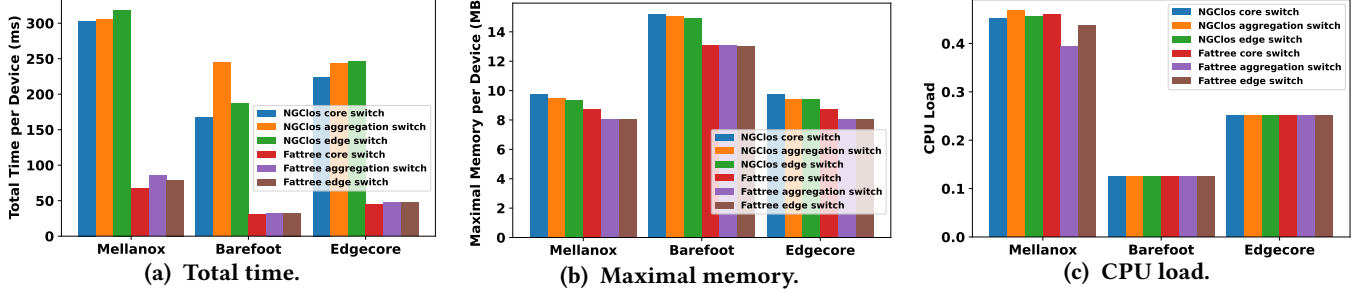 Total Time per Device (ms)
300
250
200
150
100
50
0
NGClos core switch
NGClos aggregation switch
NGClos edge switch
Fattree core switch
Fattree aggregation switch
Fattree edge switch
Mellanox
Barefoot
Edgecore
(a) Total time.
Maximal Memory per Device (MB
14
12
10
8
6
4
2
0
NGClos core switch
NGClos aggregation switch
NGClos edge switch
Fattree core switch
Fattree aggregation switch
Fattree edge switch
Mellanox
Barefoot
Edgecore
(b) Maximal memory.
CPU Load
0.4
0.3
0.2
0.1
0.0
NGClos core switch
NGClos aggregation switch
NGClos edge switch
Fattree core switch
Fattree aggregation switch
Fattree edge switch
Mellanox
Barefoot
Edgecore
(c) CPU load.